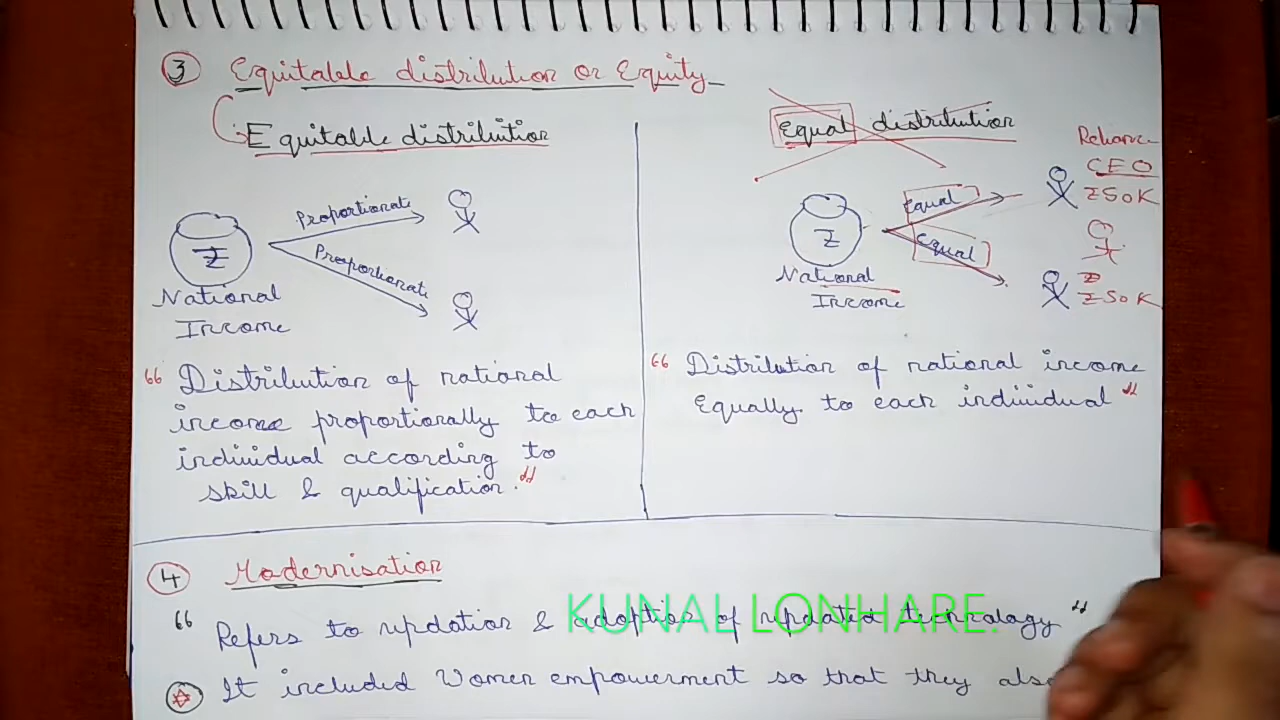 3 Equitable distribution or Equity
Equitable distribution
Proportionate
Proportionate
National
Income
“ Distribution of national
income proportionally to each
individual according to
skill & qualification. ”
Equal distribution
Reliance
CEO
250K
Equal
Equal
250K
National
Income
“ Distribution of national income
Equally to each individual ”
4 Modernisation
“ Refers to updation & adoption of updated technology ”
It included Women empowerment so that they also
KUNAL LONHARE.